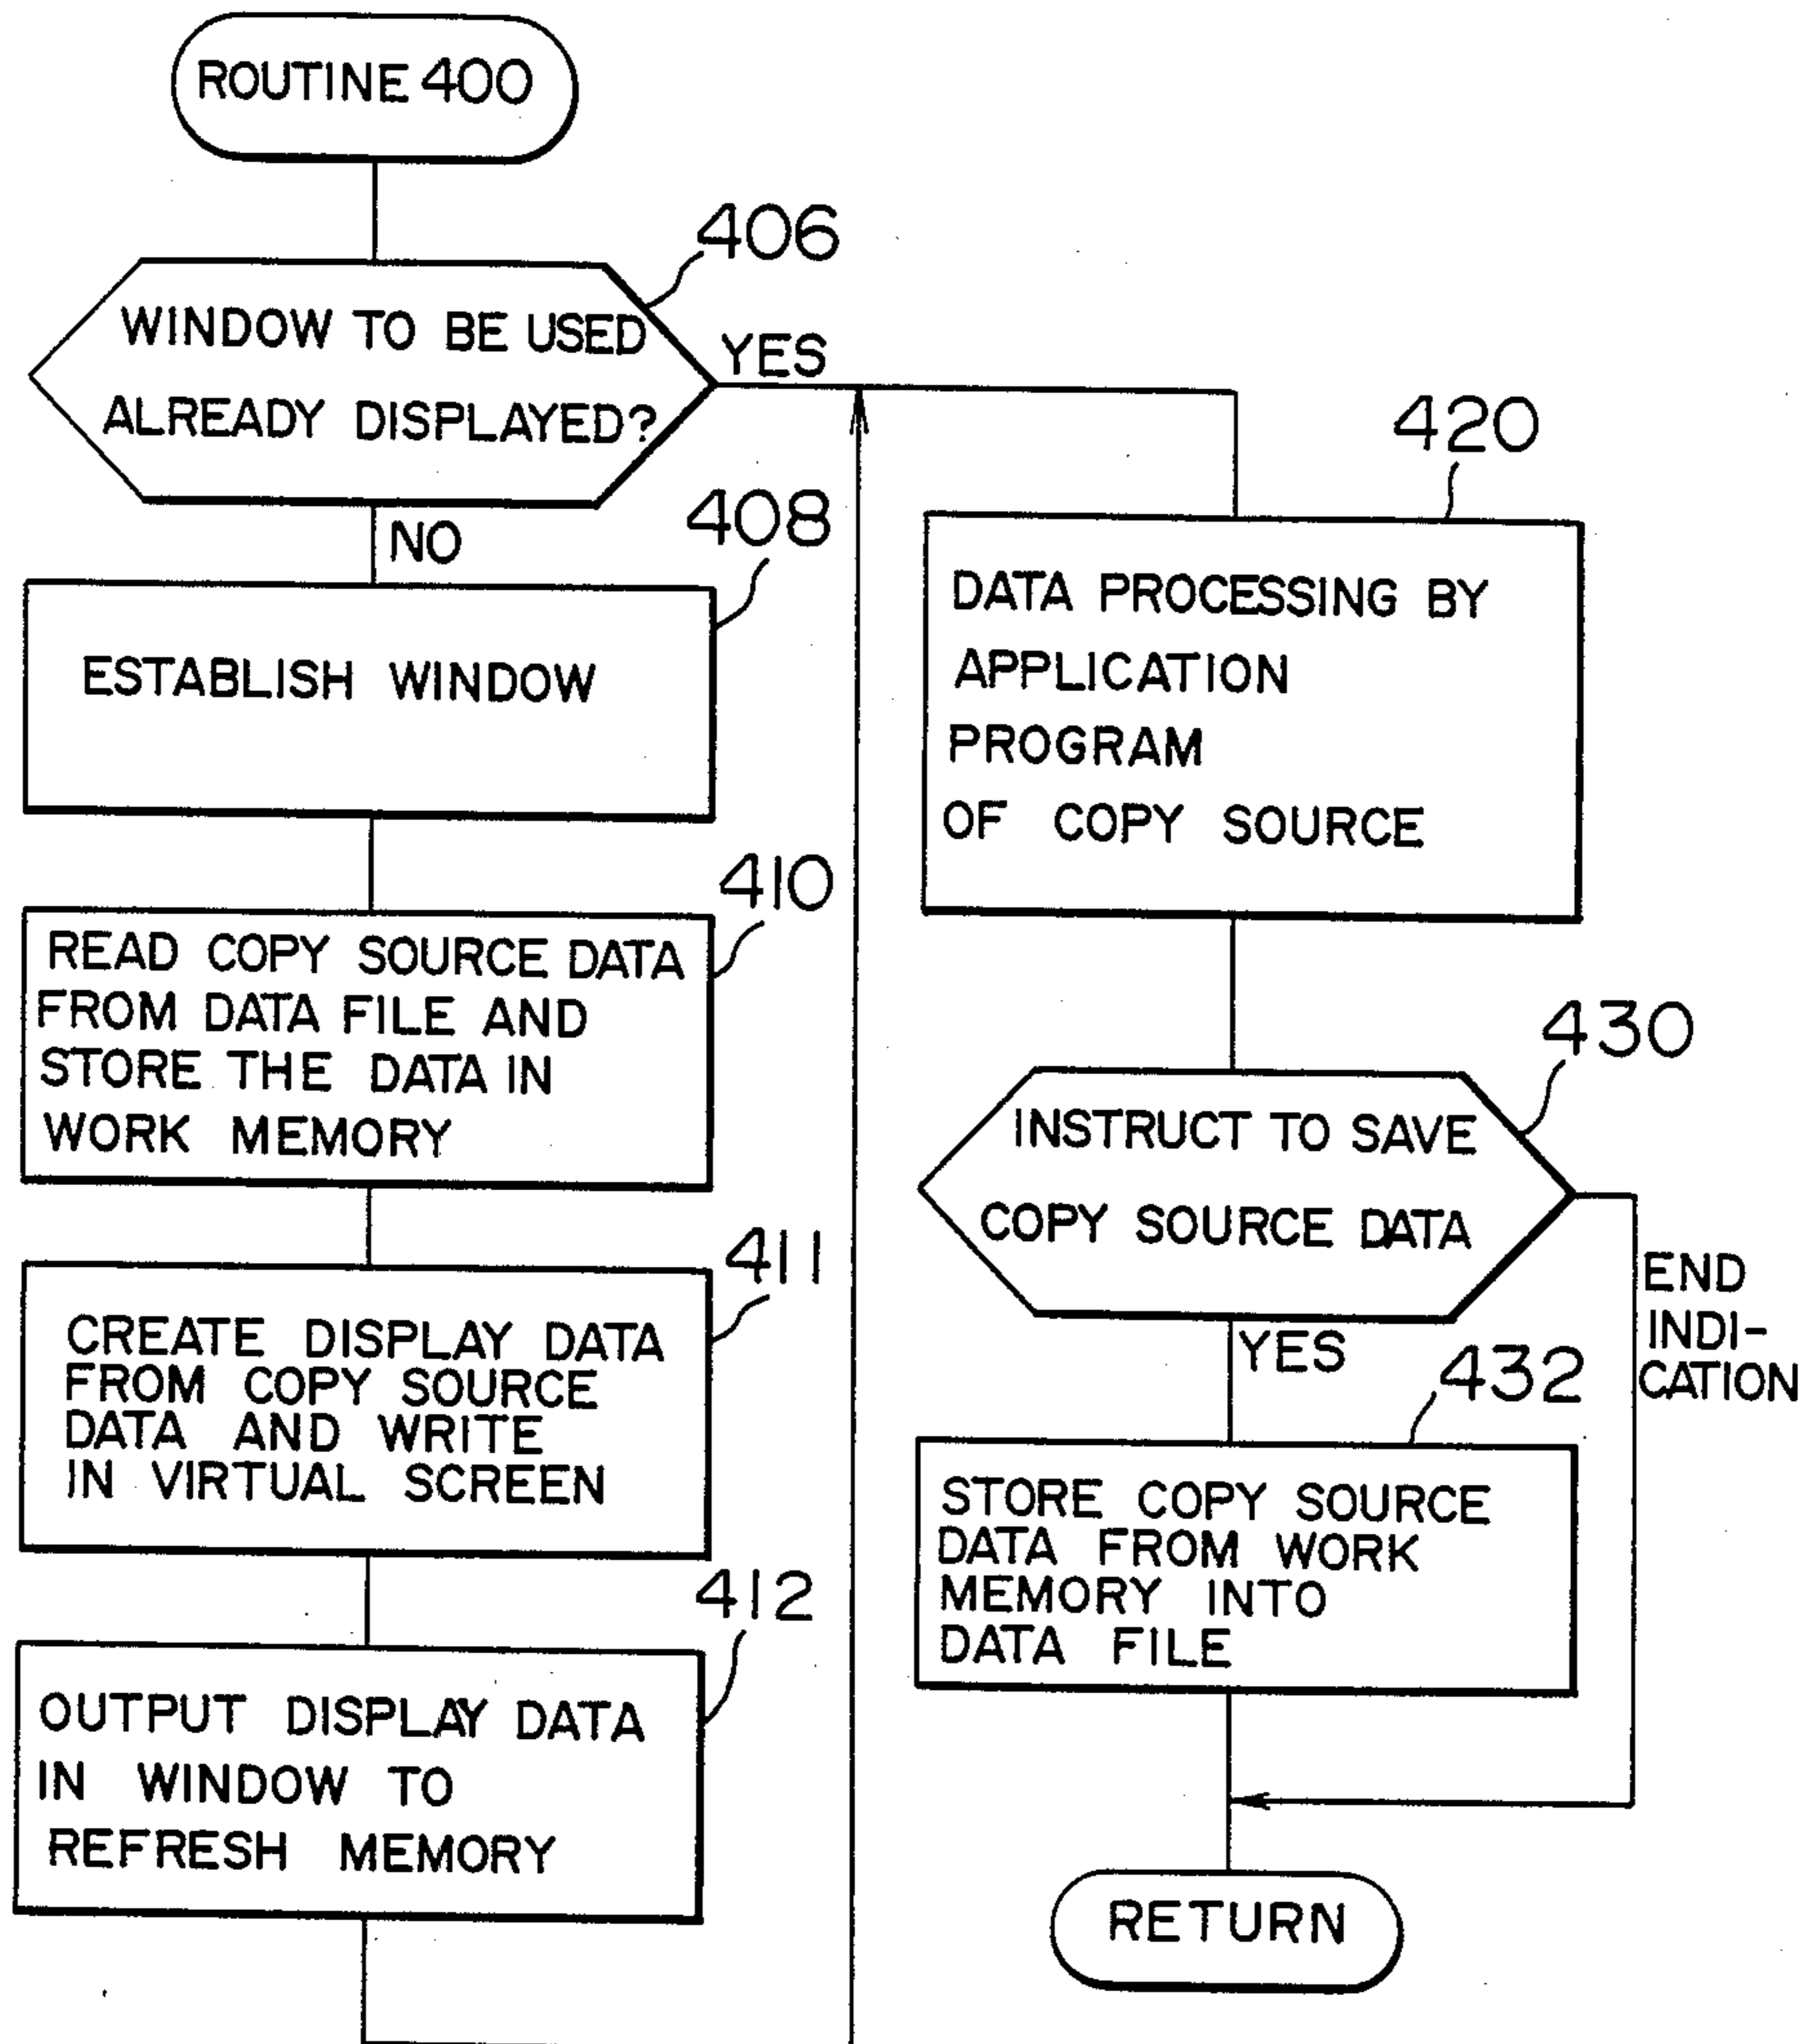 ROUTINE 400
406
WINDOW TO BE USED
ALREADY DISPLAYED?
YES
NO
408
ESTABLISH WINDOW
410
READ COPY SOURCE DATA
FROM DATA FILE AND
STORE THE DATA IN
WORK MEMORY
411
CREATE DISPLAY DATA
FROM COPY SOURCE
DATA AND WRITE
IN VIRTUAL SCREEN
412
OUTPUT DISPLAY DATA
IN WINDOW TO
REFRESH MEMORY
420
DATA PROCESSING BY
APPLICATION
PROGRAM
OF COPY SOURCE
430
INSTRUCT TO SAVE
COPY SOURCE DATA
END
INDI-
CATION
YES
432
STORE COPY SOURCE
DATA FROM WORK
MEMORY INTO
DATA FILE
RETURN